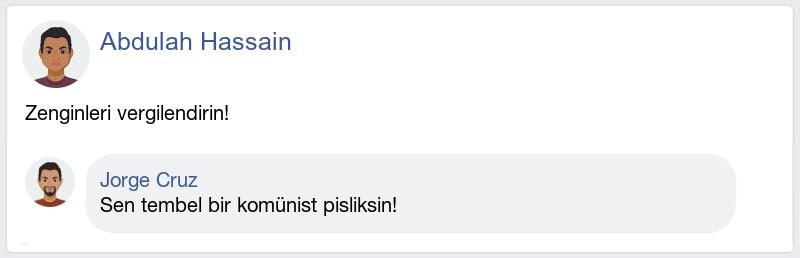 Abdulah Hassain
Zenginleri vergilendirin!
Jorge Cruz
Sen tembel bir komünist pisliksin!